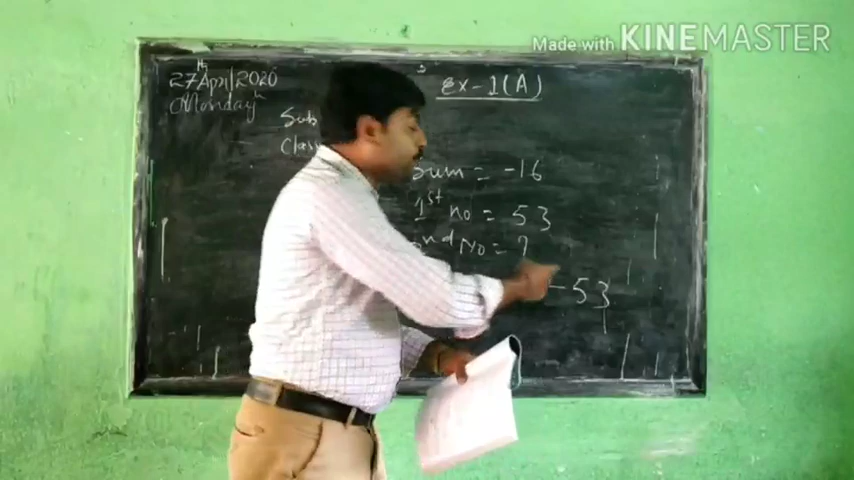 Made with KINEMASTER
27 April 2020
Monday
Ex-1(A)
Sub
Class
Sum = -16
1st no = 53
2nd No = ?
- 53